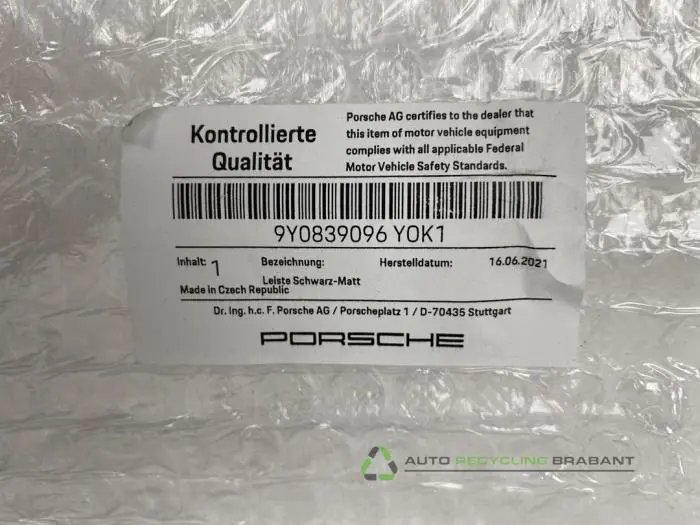 Kontrollierte
Qualität
Porsche AG certifies to the dealer that
this item of motor vehicle equipment
complies with all applicable Federal
Motor Vehicle Safety Standards.
9Y0839096 Y0K1
Inhalt: 1 Bezeichnung: Herstelldatum: 16.06.2021
Leiste Schwarz-Matt
Made in Czech Republic
Dr. Ing. h.c. F. Porsche AG / Porscheplatz 1 / D-70435 Stuttgart
PORSCHE
AUTO RECYCLING BRABANT